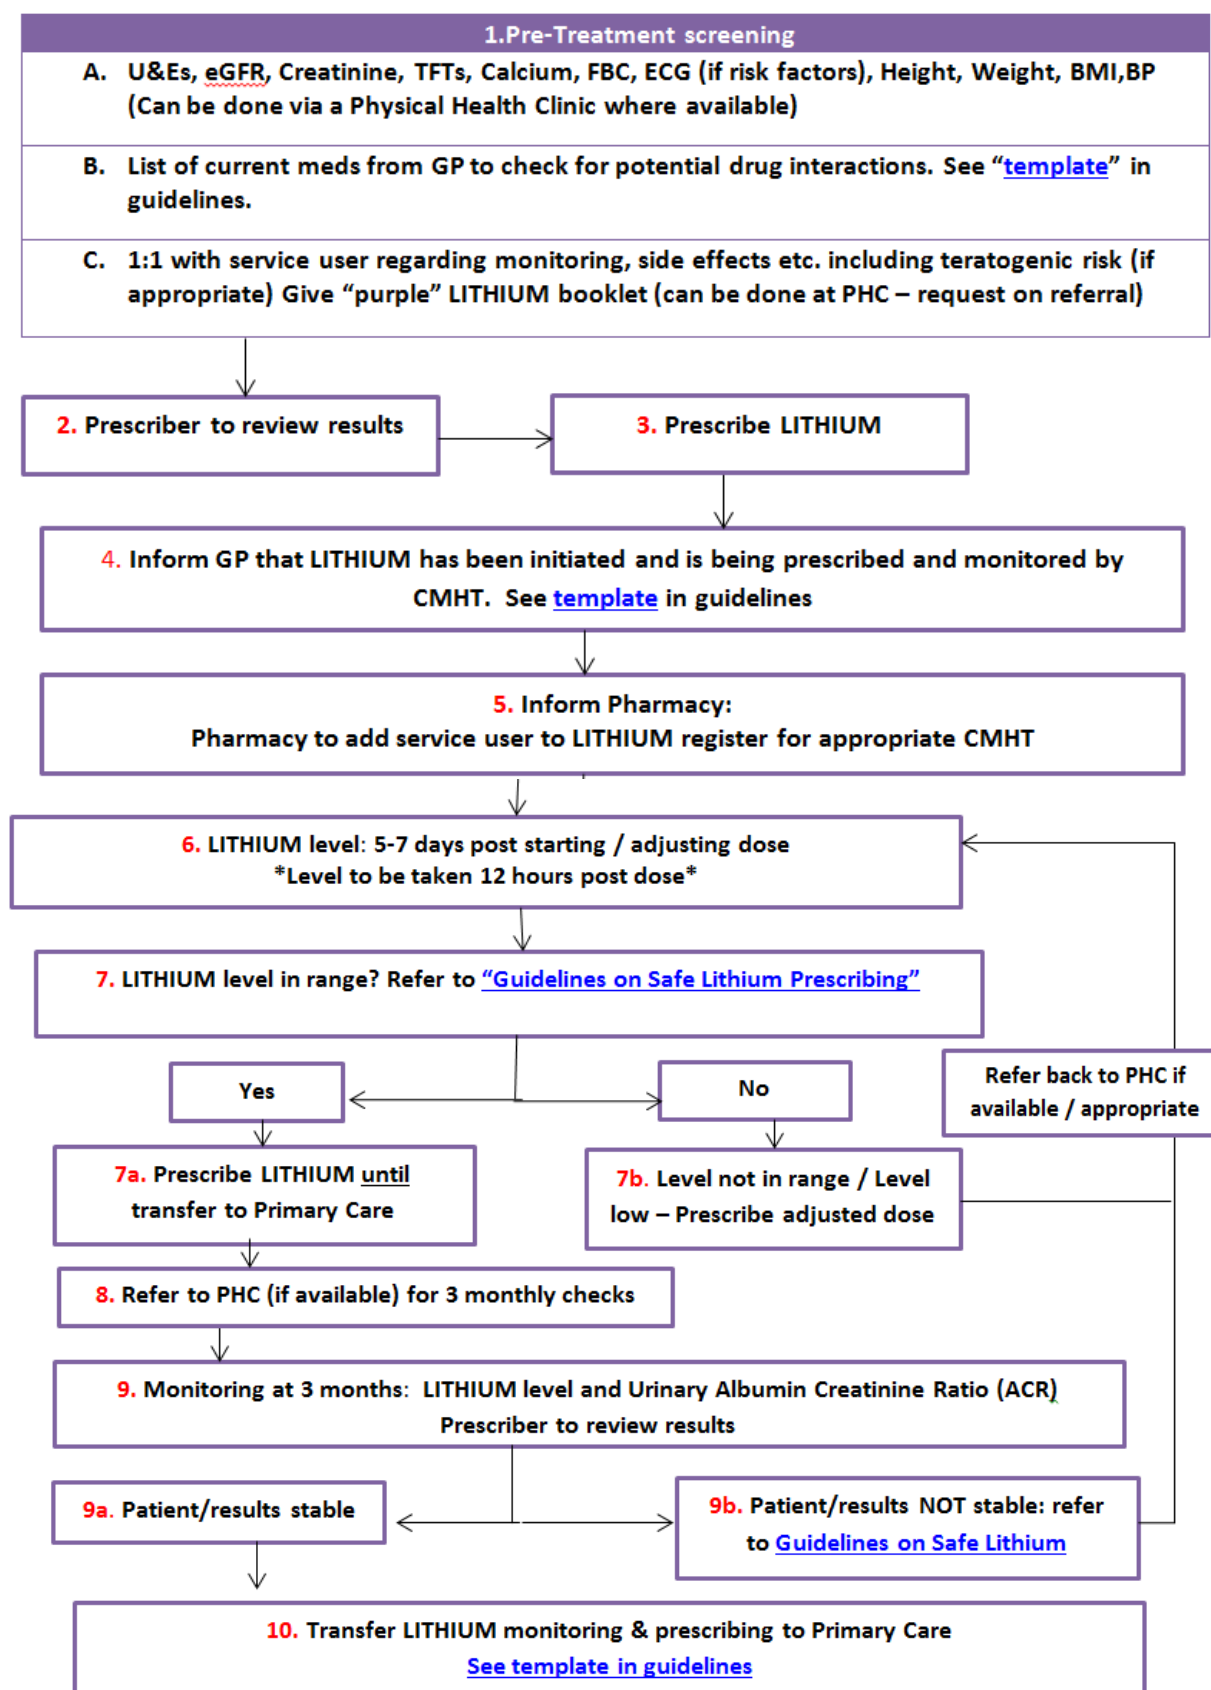 1.Pre-Treatment screening
A. U&Es, eGFR, Creatinine, TFTs, Calcium, FBC, ECG (if risk factors), Height, Weight, BMI,BP
(Can be done via a Physical Health Clinic where available)
B. List of current meds from GP to check for potential drug interactions. See “template” in
guidelines.
C. 1:1 with service user regarding monitoring, side effects etc. including teratogenic risk (if
appropriate) Give “purple” LITHIUM booklet (can be done at PHC – request on referral)
2. Prescriber to review results
3. Prescribe LITHIUM
4. Inform GP that LITHIUM has been initiated and is being prescribed and monitored by
CMHT. See template in guidelines
5. Inform Pharmacy:
Pharmacy to add service user to LITHIUM register for appropriate CMHT
6. LITHIUM level: 5-7 days post starting / adjusting dose
*Level to be taken 12 hours post dose*
7. LITHIUM level in range? Refer to “Guidelines on Safe Lithium Prescribing”
Yes
No
Refer back to PHC if
available / appropriate
7a. Prescribe LITHIUM until
transfer to Primary Care
7b. Level not in range / Level
low – Prescribe adjusted dose
8. Refer to PHC (if available) for 3 monthly checks
9. Monitoring at 3 months: LITHIUM level and Urinary Albumin Creatinine Ratio (ACR)
Prescriber to review results
9a. Patient/results stable
9b. Patient/results NOT stable: refer
to Guidelines on Safe Lithium
10. Transfer LITHIUM monitoring & prescribing to Primary Care
See template in guidelines